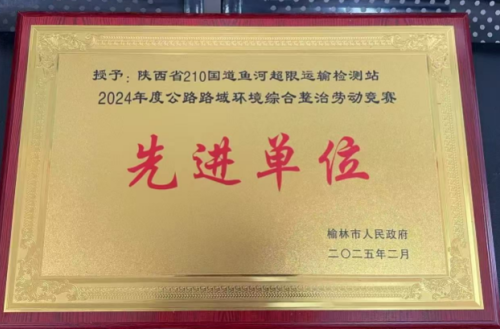 授予：陕西省210国道鱼河超限运输检测站
2024年度公路路域环境综合整治劳动竞赛
先进单位
榆林市人民政府
二〇二五年二月